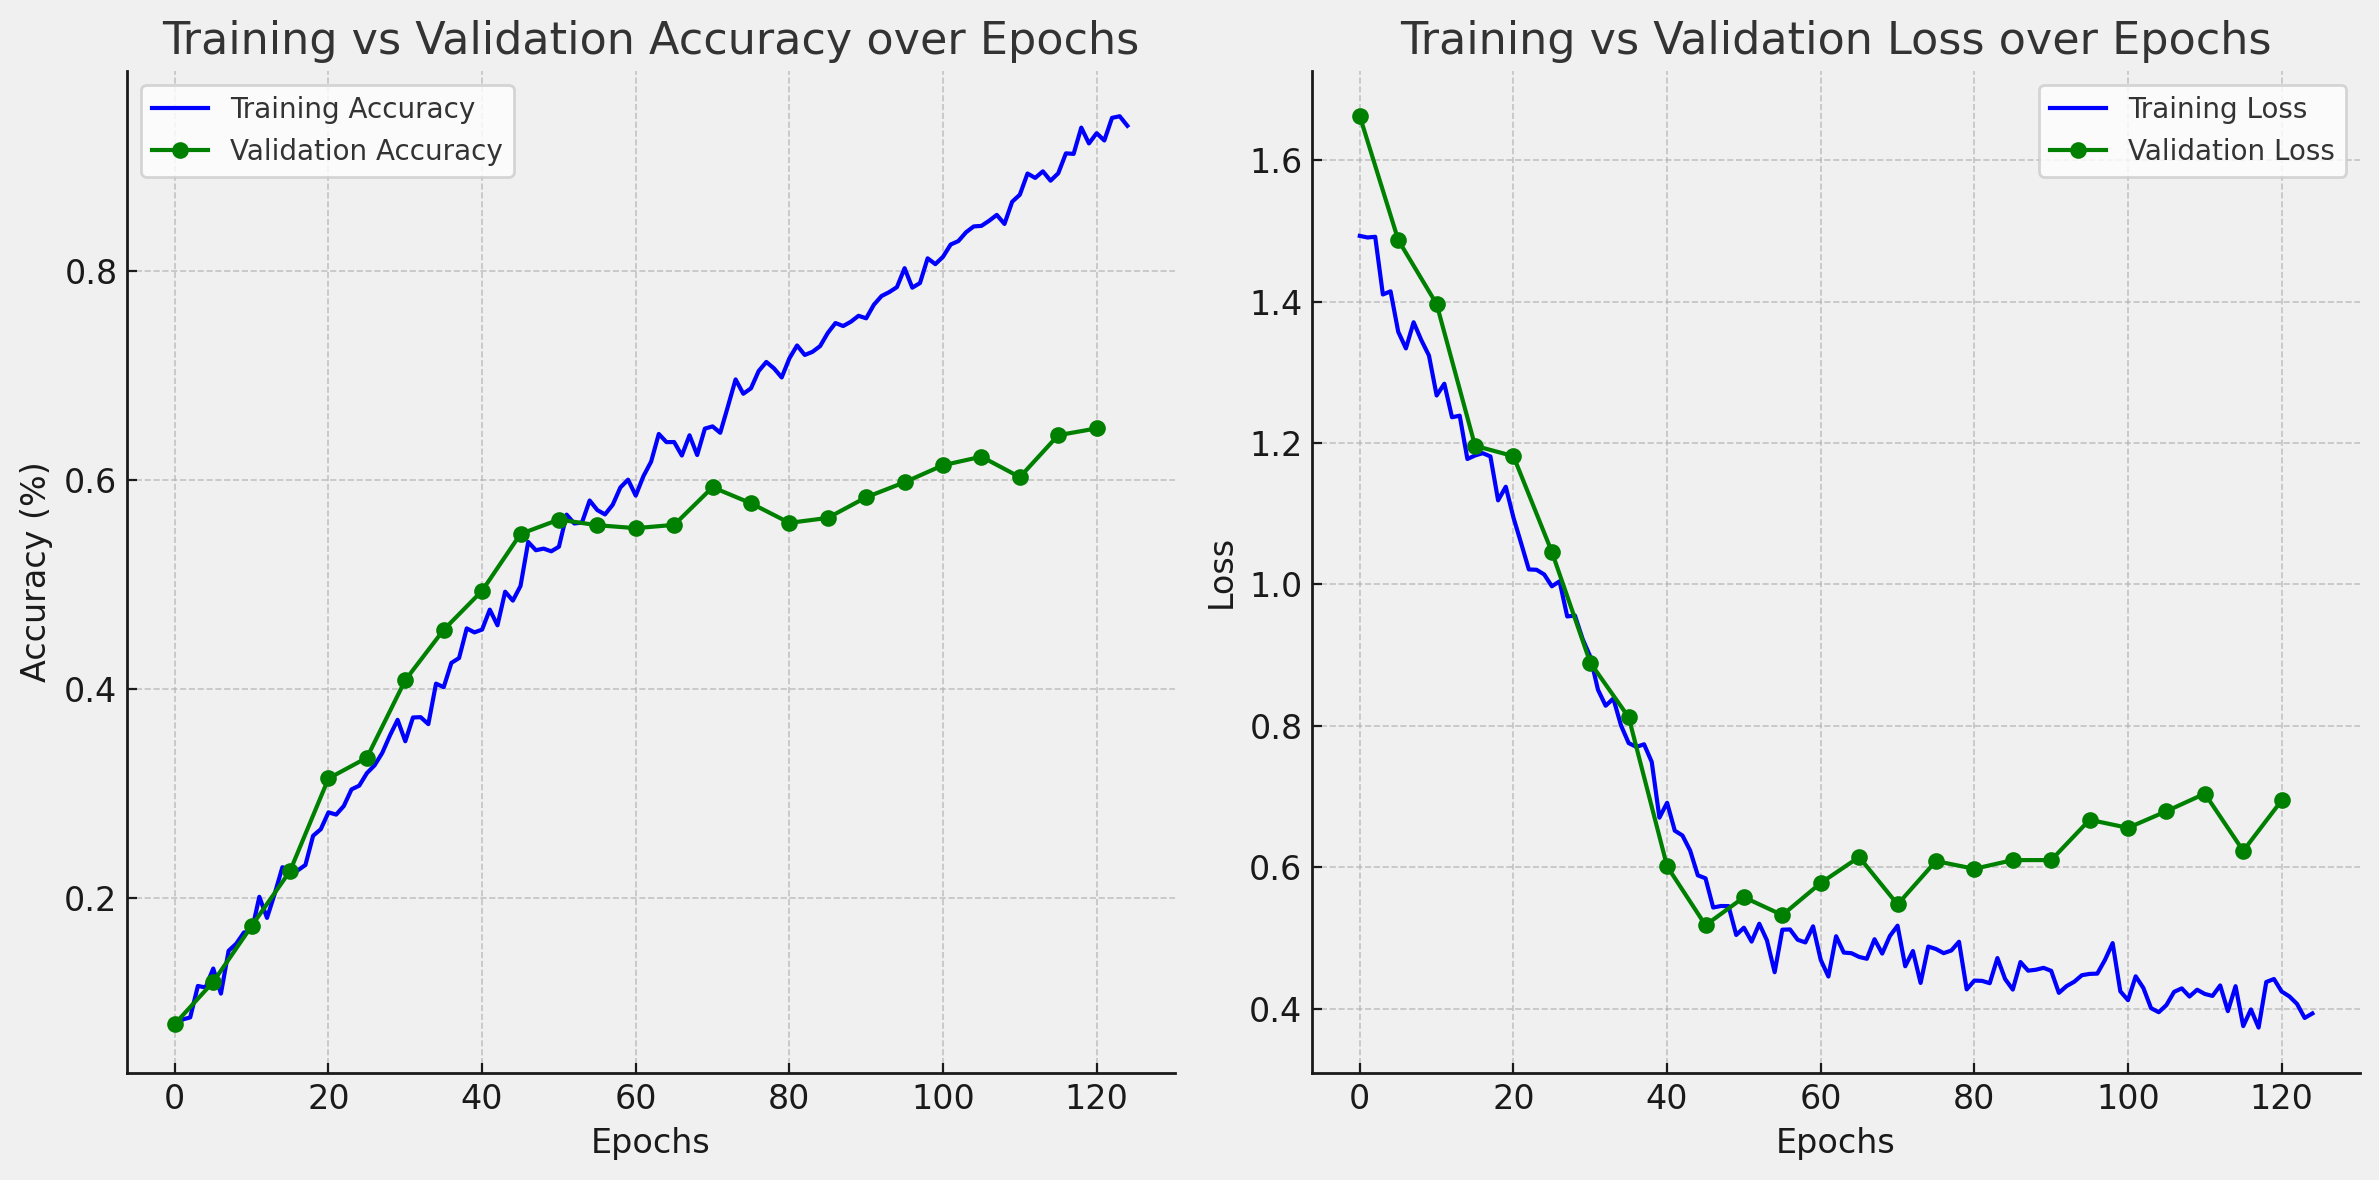 Training vs Validation Accuracy over Epochs
Training Accuracy
Validation Accuracy
Accuracy (%)
0.8
0.6
0.4
0.2
0 20 40 60 80 100 120
Epochs
Training vs Validation Loss over Epochs
Training Loss
Validation Loss
Loss
1.6
1.4
1.2
1.0
0.8
0.6
0.4
0 20 40 60 80 100 120
Epochs